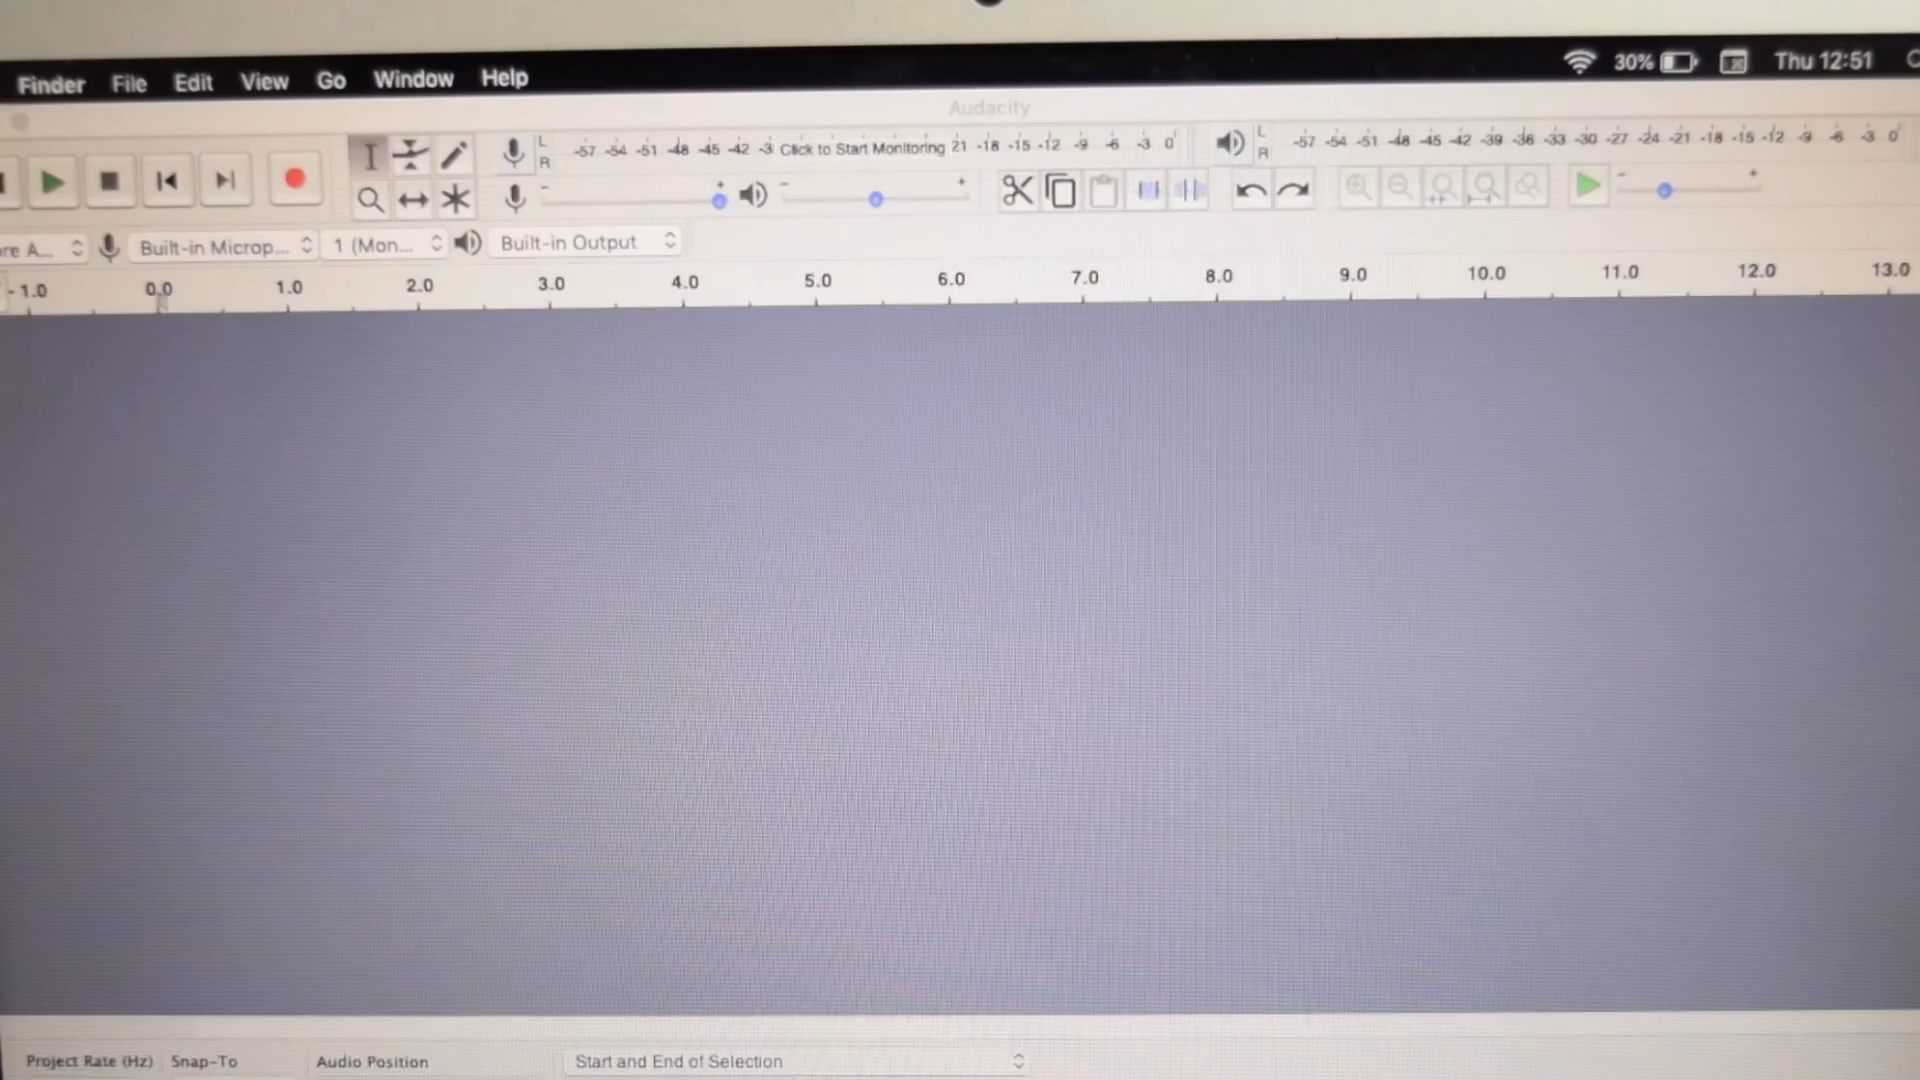 Finder File Edit View Go Window Help 30% Thu 12:51
Audacity
L
R
-57 -54 -51 -48 -45 -42 -3 Click to Start Monitoring 21 -18 -15 -12 -9 -6 -3 0
L
R
-57 -54 -51 -48 -45 -42 -39 -36 -33 -30 -27 -24 -21 -18 -15 -12 -9 -6 -3 0
re A... Built-in Microp... 1 (Mon... Built-in Output
-1.0 0.0 1.0 2.0 3.0 4.0 5.0 6.0 7.0 8.0 9.0 10.0 11.0 12.0 13.0
Project Rate (Hz) Snap-To Audio Position Start and End of Selection